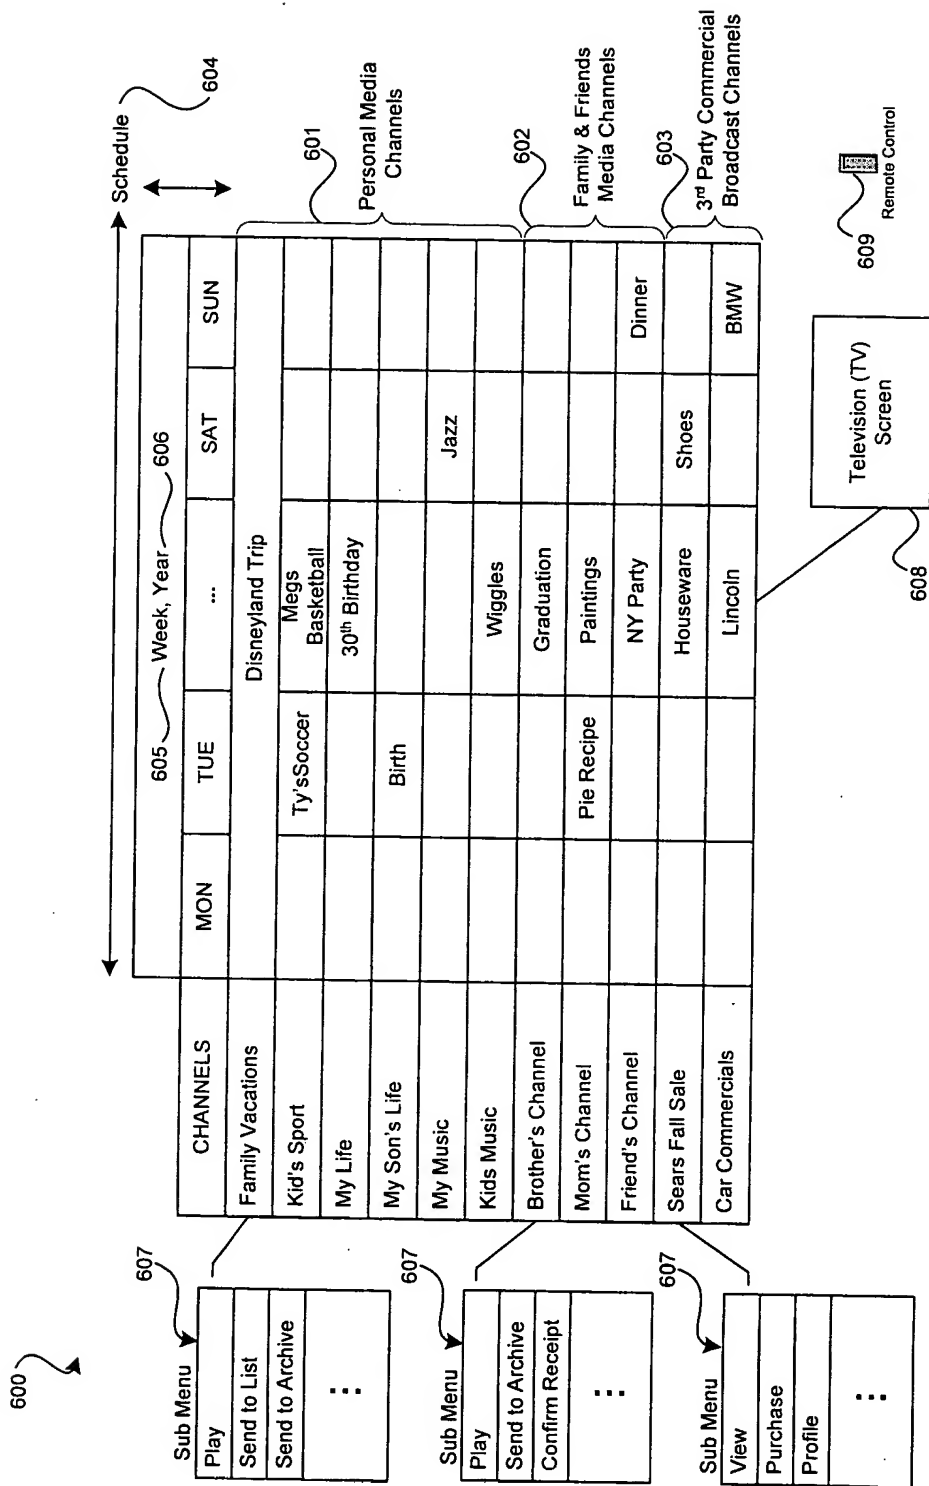 600
Schedule
604
605 Week, Year 606
CHANNELS MON TUE ... SAT SUN
Family Vacations Disneyland Trip
Kid's Sport Ty'sSoccer Megs Basketball
My Life 30th Birthday
My Son's Life Birth
My Music Jazz
Kids Music Wiggles
Brother's Channel Graduation
Mom's Channel Pie Recipe Paintings
Friend's Channel NY Party Dinner
Sears Fall Sale Houseware Shoes
Car Commercials Lincoln BMW
601
Personal Media
Channels
602
Family & Friends
Media Channels
603
3rd Party Commercial
Broadcast Channels
Sub Menu
607
Play
Send to List
Send to Archive
...
Sub Menu
607
Play
Send to Archive
Confirm Receipt
...
Sub Menu
607
View
Purchase
Profile
...
Television (TV)
Screen
608
609
Remote Control